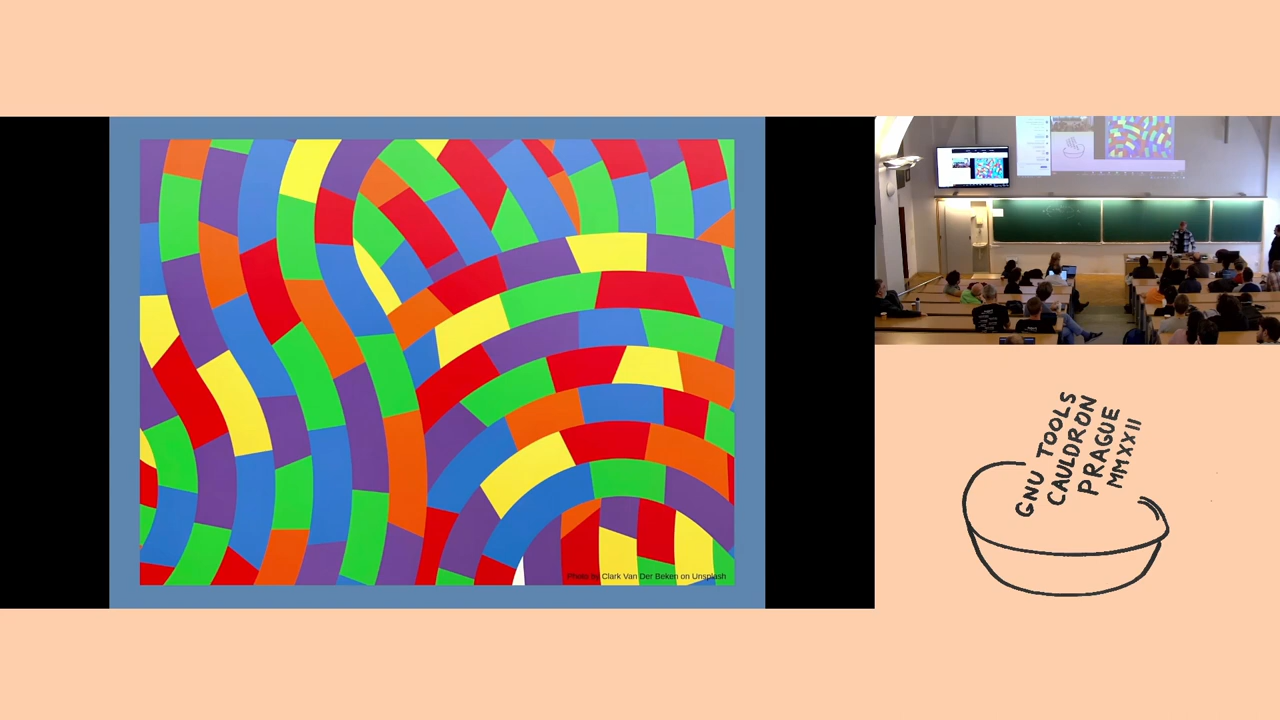 Photo by Clark Van Der Beken on Unsplash
GNU TOOLS
CAULDRON
PRAGUE
MMXXII